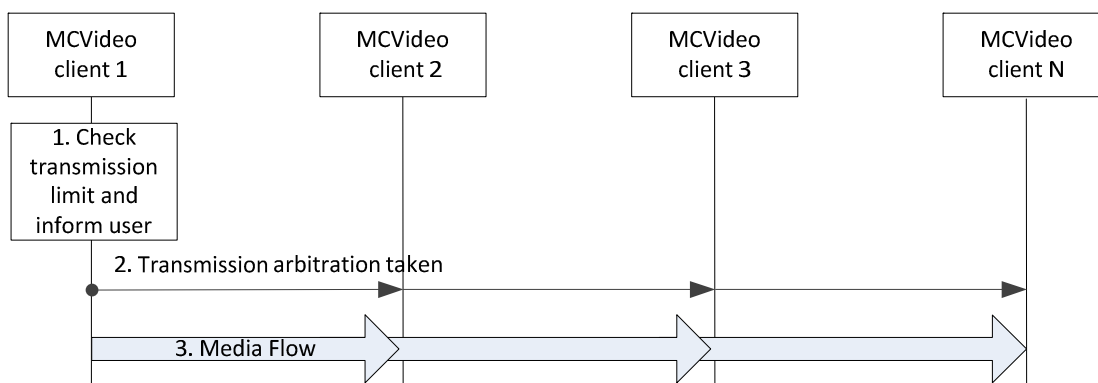 MCVideo
client 1
MCVideo
client 2
MCVideo
client 3
MCVideo
client N
1. Check
transmission
limit and
inform user
2. Transmission arbitration taken
3. Media Flow